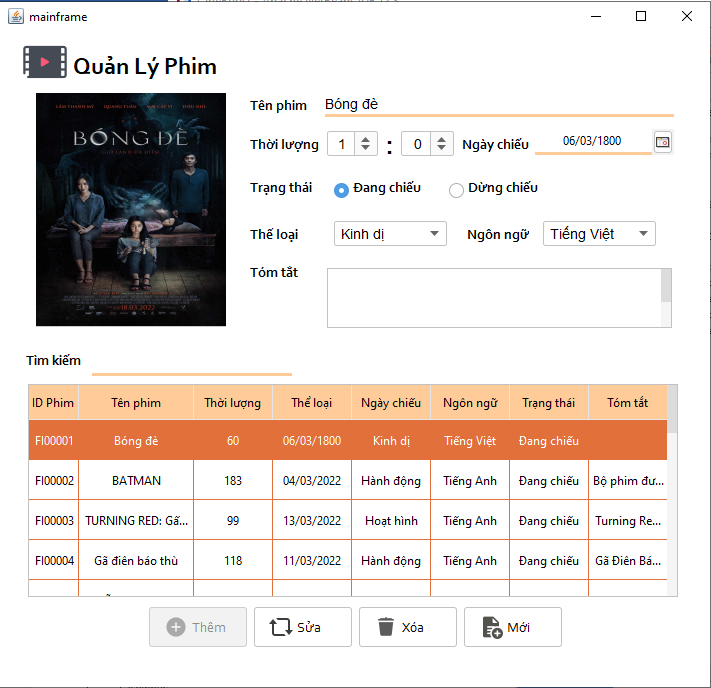 mainframe
Quản Lý Phim
BÓNG ĐÈ
18.03.2022
Tên phim Bóng đè
Thời lượng 1 : 0 Ngày chiếu 06/03/1800
Trạng thái Đang chiếu Dừng chiếu
Thể loại Kinh dị Ngôn ngữ Tiếng Việt
Tóm tắt
Tìm kiếm
ID Phim Tên phim Thời lượng Thể loại Ngày chiếu Ngôn ngữ Trạng thái Tóm tắt
FI00001 Bóng đè 60 06/03/1800 Kinh dị Tiếng Việt Đang chiếu
FI00002 BATMAN 183 04/03/2022 Hành động Tiếng Anh Đang chiếu Bộ phim đư...
FI00003 TURNING RED: Gấ... 99 13/03/2022 Hoạt hình Tiếng Anh Đang chiếu Turning Re...
FI00004 Gã điên báo thù 118 11/03/2022 Hành động Tiếng Anh Đang chiếu Gã Điên Bá...
Thêm Sửa Xóa Mới